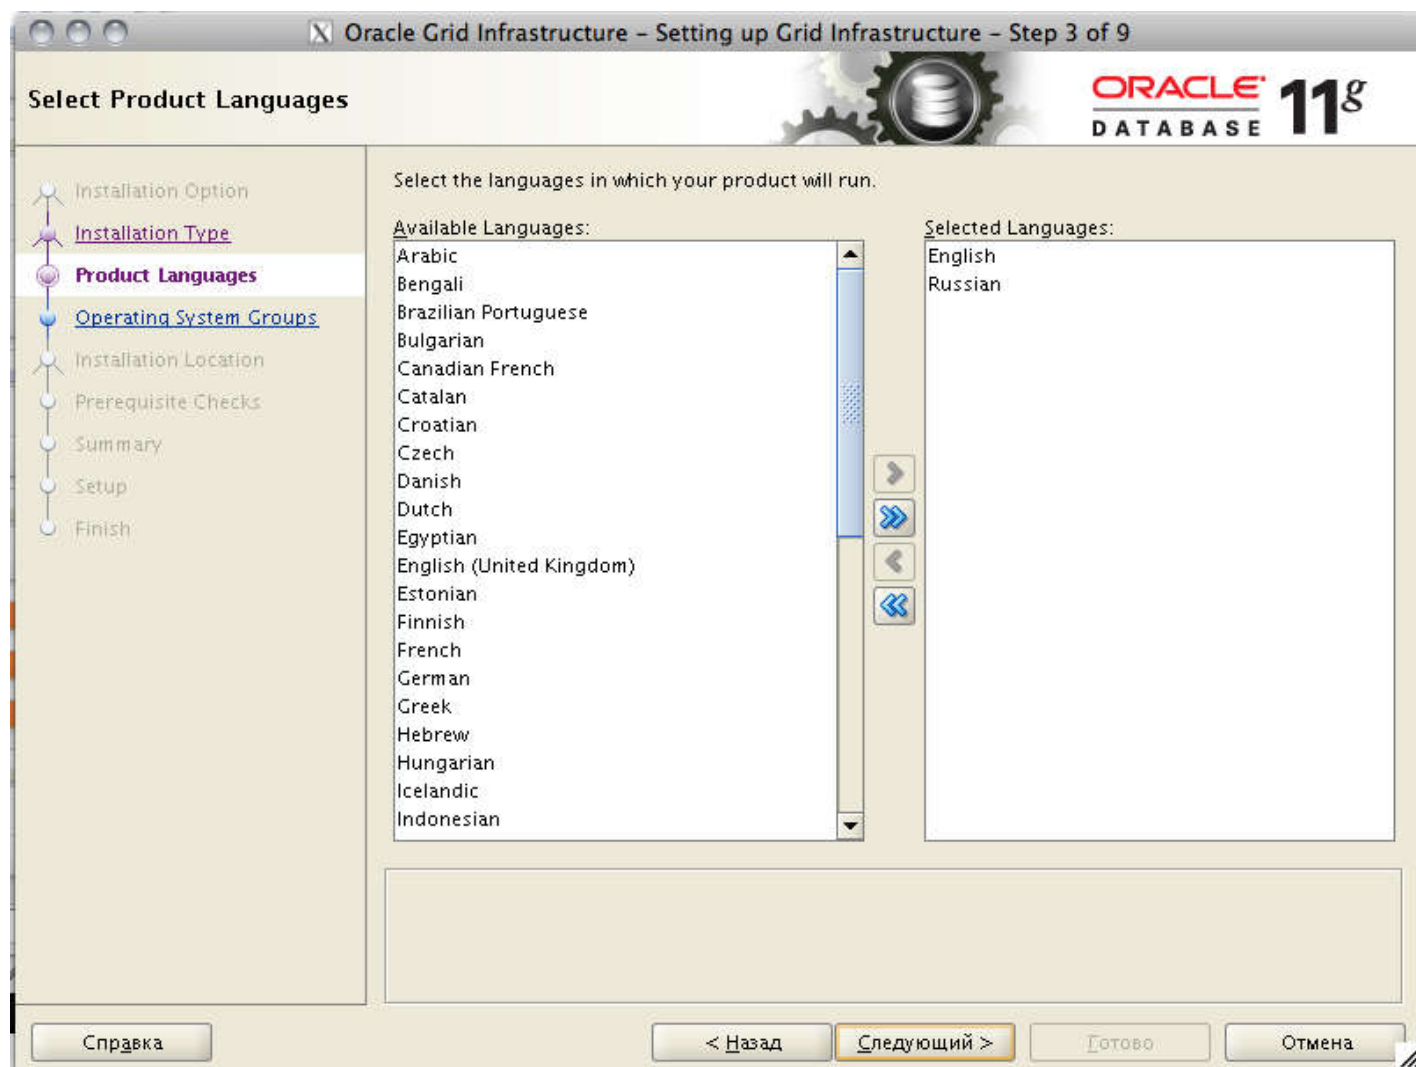 Oracle Grid Infrastructure – Setting up Grid Infrastructure – Step 3 of 9
Select Product Languages
ORACLE
DATABASE
11g
Installation Option
Installation Type
Product Languages
Operating System Groups
Installation Location
Prerequisite Checks
Summary
Setup
Finish
Select the languages in which your product will run.
Available Languages:
Arabic
Bengali
Brazilian Portuguese
Bulgarian
Canadian French
Catalan
Croatian
Czech
Danish
Dutch
Egyptian
English (United Kingdom)
Estonian
Finnish
French
German
Greek
Hebrew
Hungarian
Icelandic
Indonesian
Selected Languages:
English
Russian
Справка
< Назад
Следующий >
Готово
Отмена